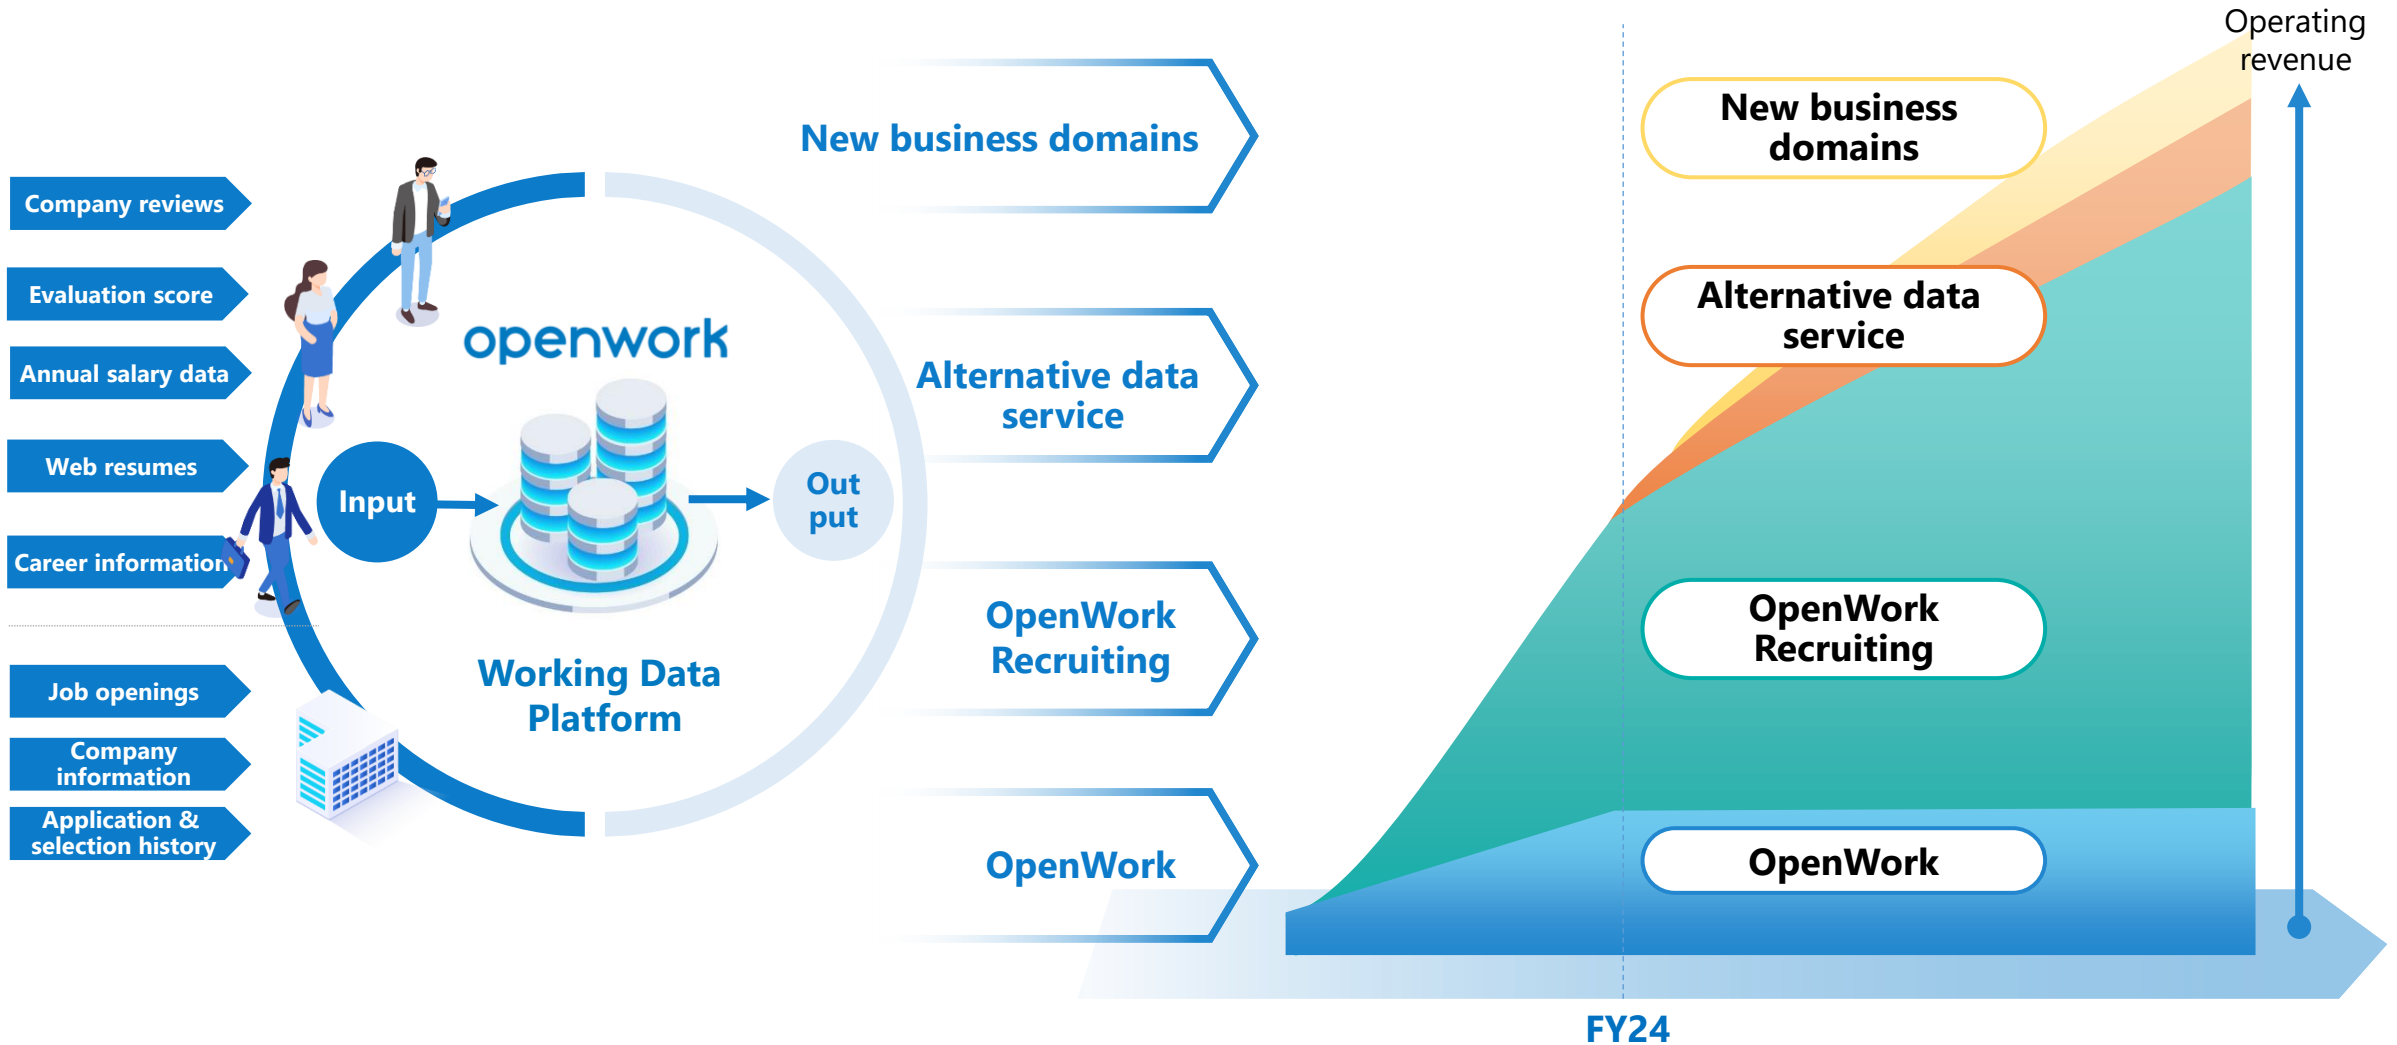 Company reviews
Evaluation score
Annual salary data
Web resumes
Career information
Job openings
Company
information
Application &
selection history
Input
openwork
Working Data
Platform
Out
put
New business domains
Alternative data
service
OpenWork
Recruiting
OpenWork
Operating
revenue
New business
domains
Alternative data
service
OpenWork
Recruiting
OpenWork
FY24